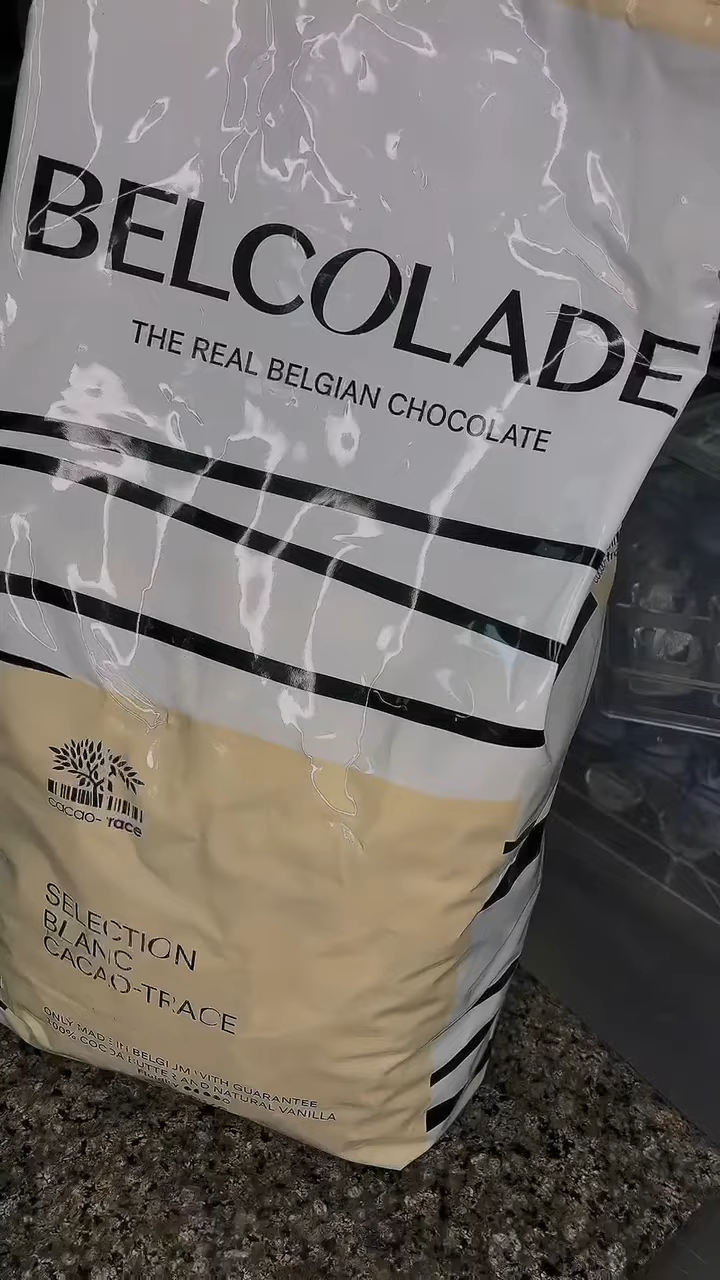 BELCOLADE
THE REAL BELGIAN CHOCOLATE
cacao-trace
SELECTION
BLANC
CACAO-TRACE
ONLY MADE IN BELGIUM WITH GUARANTEE
100% COCOA BUTTER AND NATURAL VANILLA
Fluidity